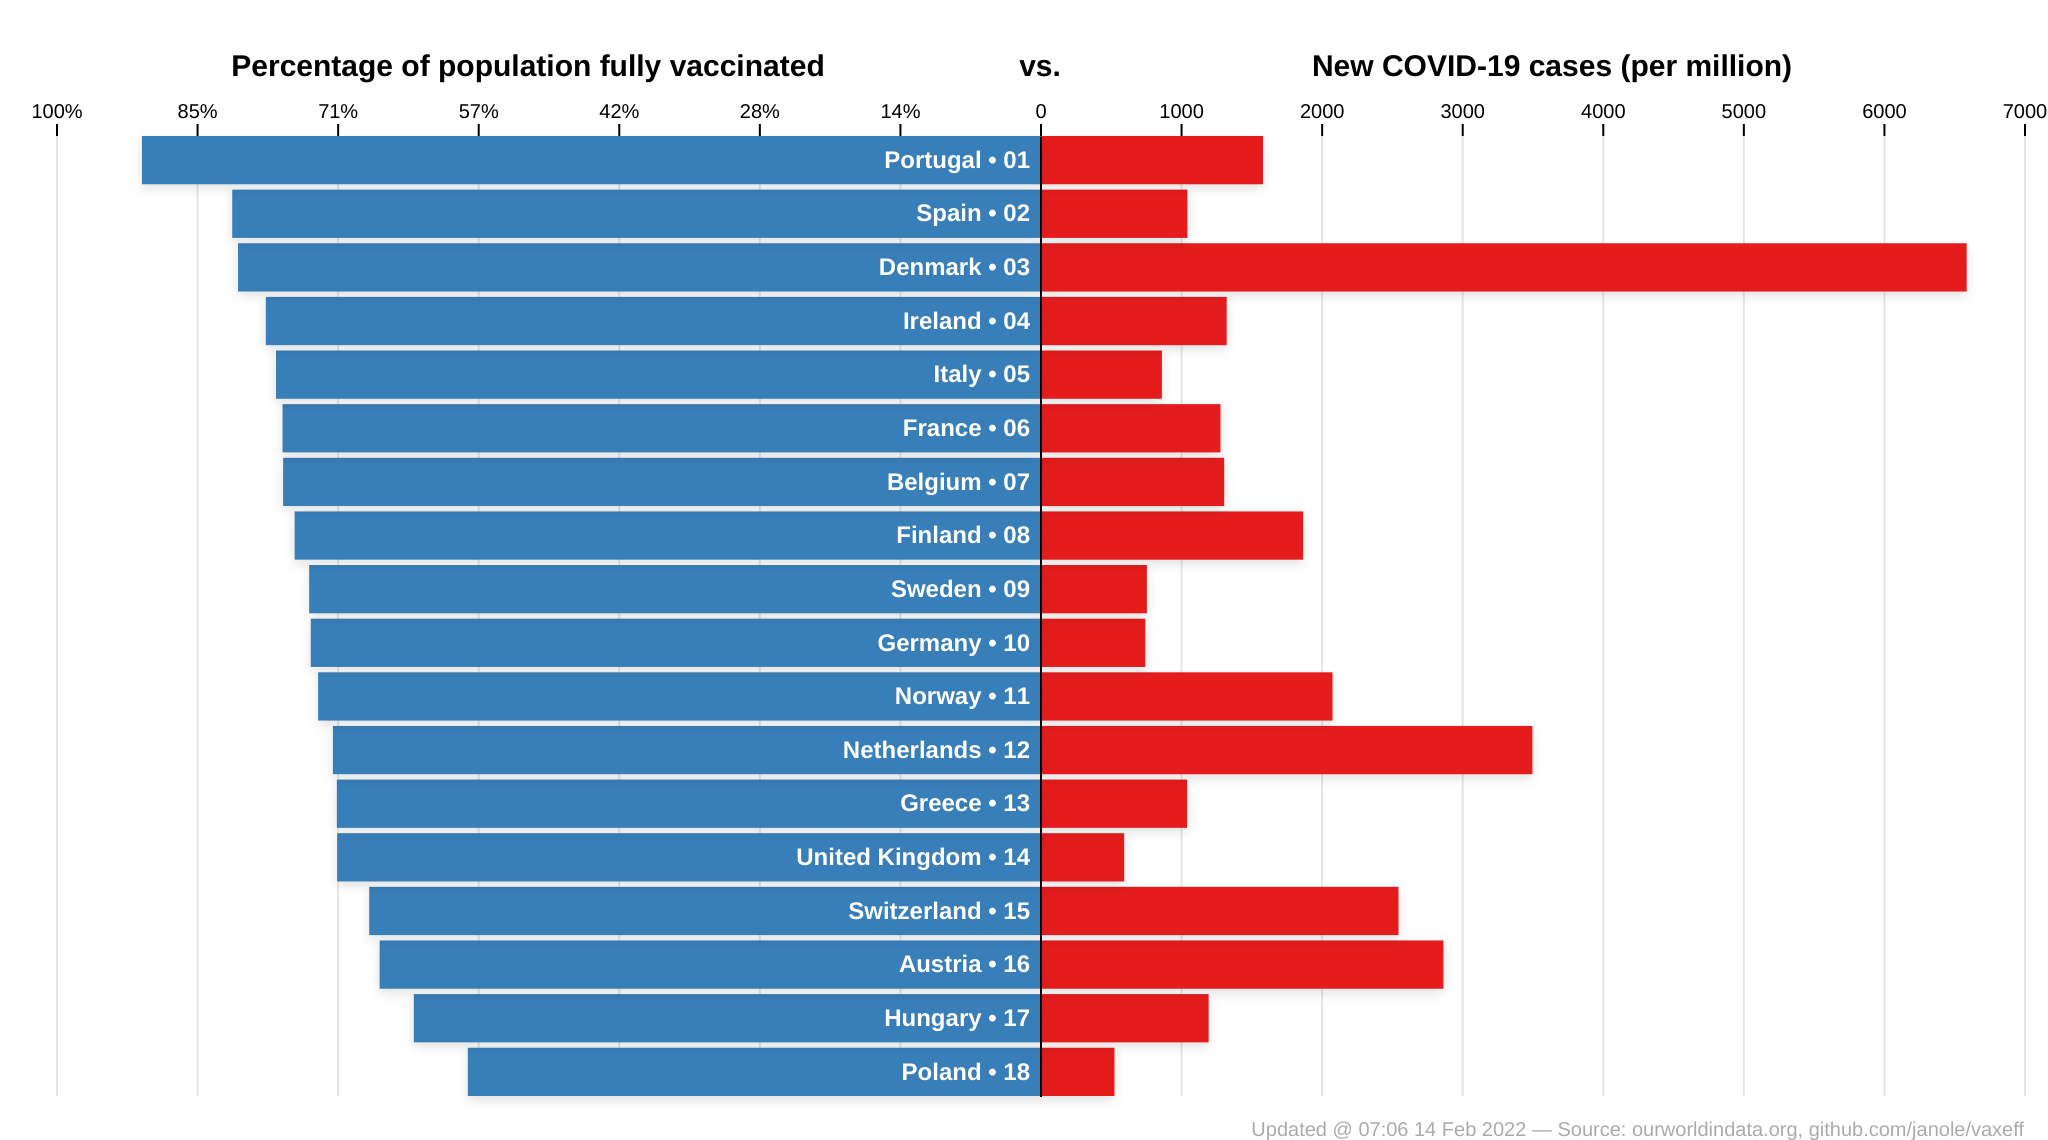 Percentage of population fully vaccinated vs. New COVID-19 cases (per million)
100% 85% 71% 57% 42% 28% 14% 0 1000 2000 3000 4000 5000 6000 7000
Portugal • 01
Spain • 02
Denmark • 03
Ireland • 04
Italy • 05
France • 06
Belgium • 07
Finland • 08
Sweden • 09
Germany • 10
Norway • 11
Netherlands • 12
Greece • 13
United Kingdom • 14
Switzerland • 15
Austria • 16
Hungary • 17
Poland • 18
Updated @ 07:06 14 Feb 2022 — Source: ourworldindata.org, github.com/janole/vaxeff